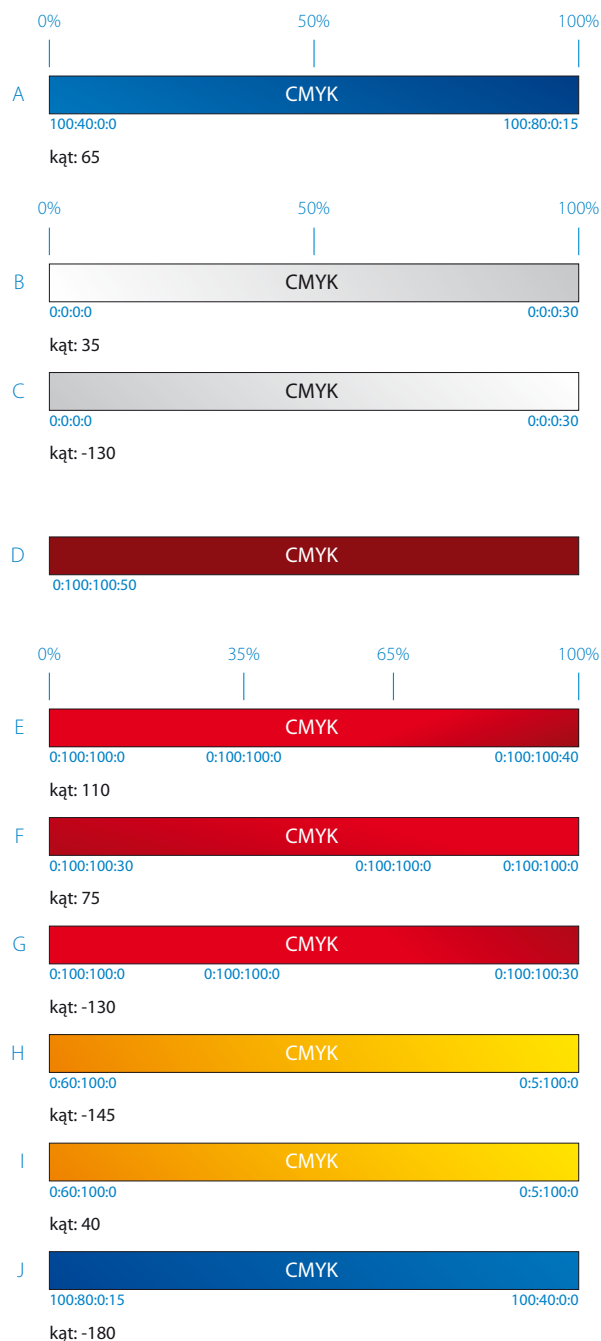 0% 50% 100%
A CMYK
100:40:0:0 100:80:0:15
kąt: 65
0% 50% 100%
B CMYK
0:0:0:0 0:0:0:30
kąt: 35
C CMYK
0:0:0:0 0:0:0:30
kąt: -130
D CMYK
0:100:100:50
0% 35% 65% 100%
E CMYK
0:100:100:0 0:100:100:0 0:100:100:40
kąt: 110
F CMYK
0:100:100:30 0:100:100:0 0:100:100:0
kąt: 75
G CMYK
0:100:100:0 0:100:100:0 0:100:100:30
kąt: -130
H CMYK
0:60:100:0 0:5:100:0
kąt: -145
I CMYK
0:60:100:0 0:5:100:0
kąt: 40
J CMYK
100:80:0:15 100:40:0:0
kąt: -180